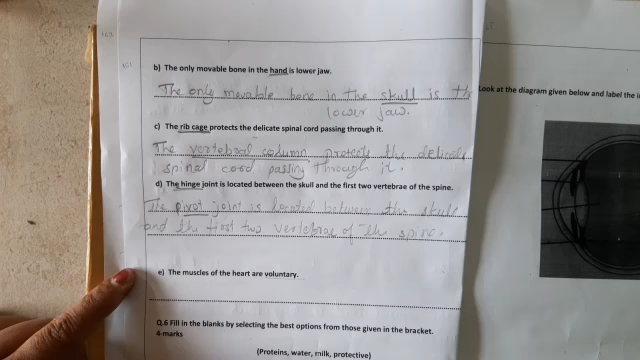 b) The only movable bone in the hand is lower jaw.
The only movable bone in the skull is th
lower jaw.
Look at the diagram given below and label the i
c) The rib cage protects the delicate spinal cord passing through it.
The vertebral column protects the delicate
spinal cord passing through it.
d) The hinge joint is located between the skull and the first two vertebrae of the spine.
The pivot joint is located between the skull
and the first two vertebrae of the spine.
e) The muscles of the heart are voluntary.
Q.6 Fill in the blanks by selecting the best options from those given in the bracket.
4-marks
(Proteins, water, milk, protective)